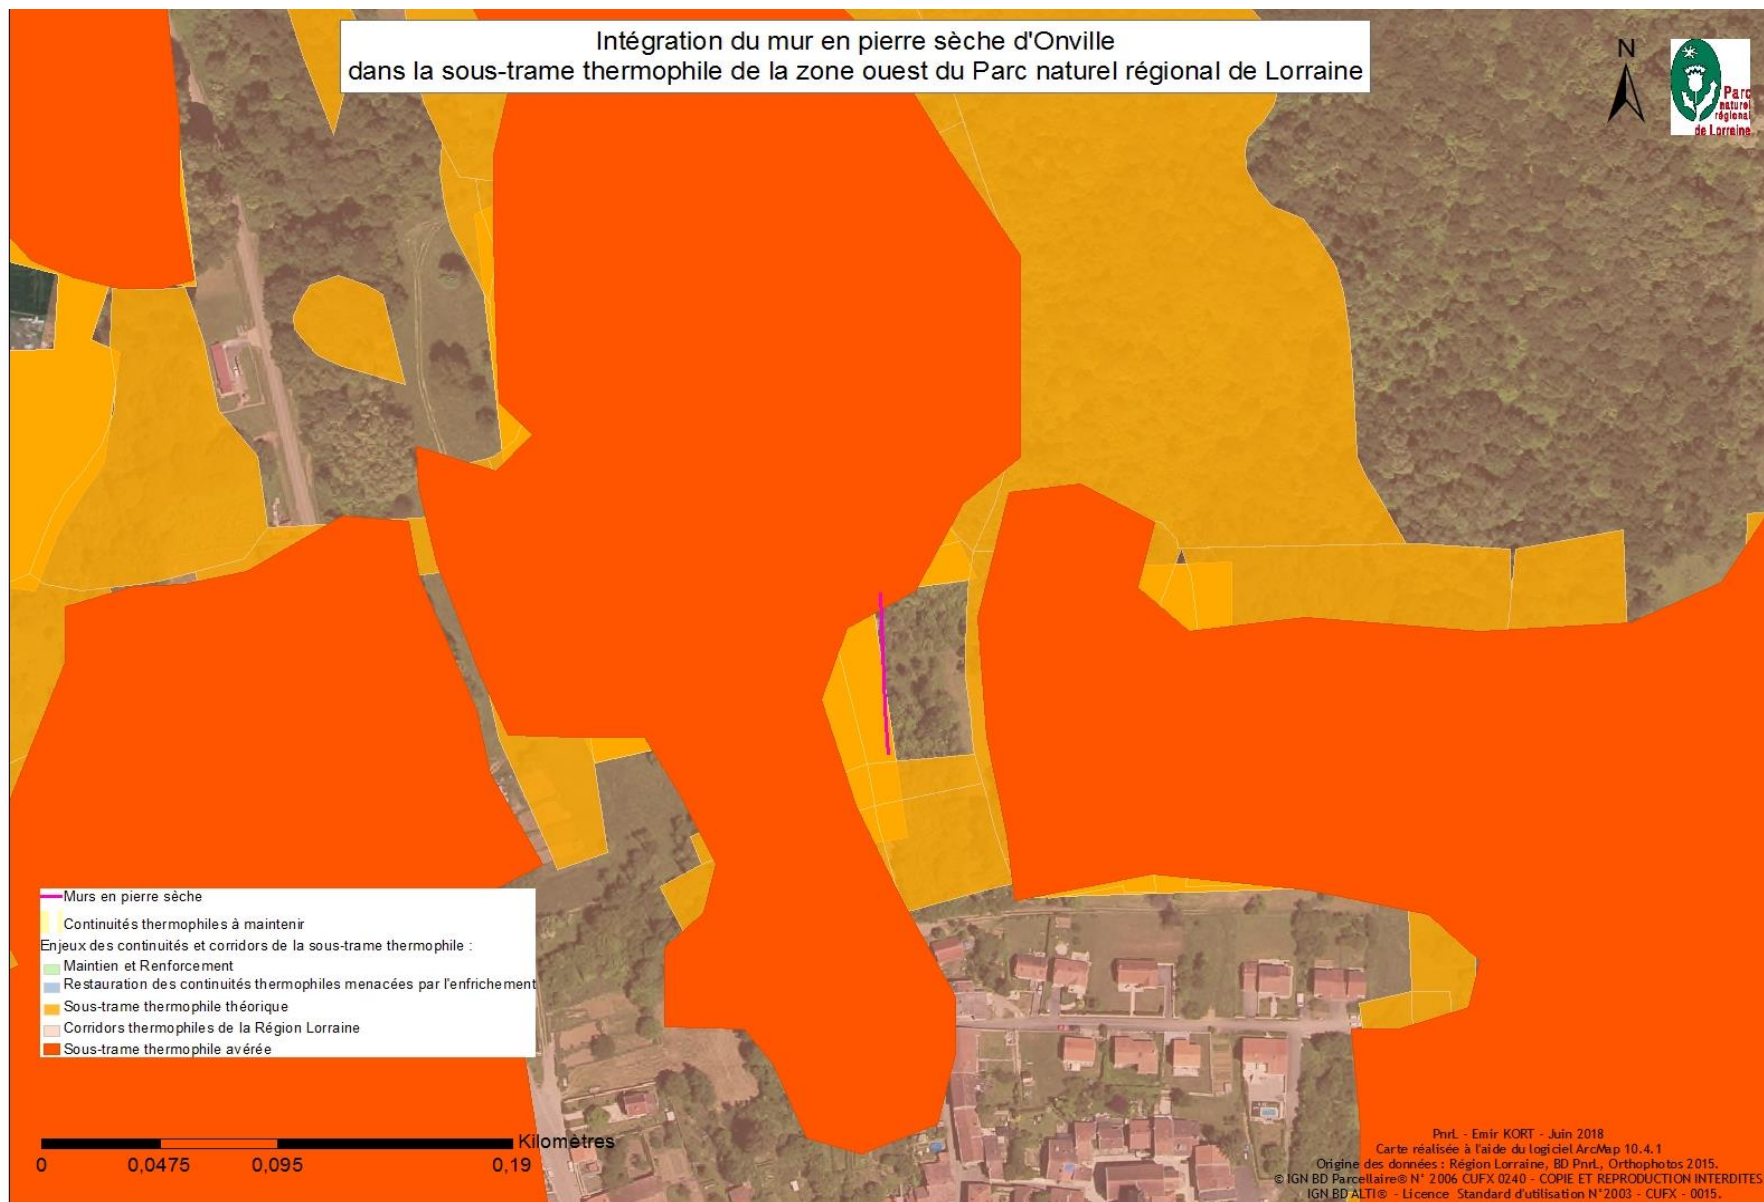 Intégration du mur en pierre sèche d'Onville
dans la sous-trame thermophile de la zone ouest du Parc naturel régional de Lorraine
N
Parc
naturel
régional
de Lorraine
Murs en pierre sèche
Continuités thermophiles à maintenir
Enjeux des continuités et corridors de la sous-trame thermophile :
Maintien et Renforcement
Restauration des continuités thermophiles menacées par l'enfrichement
Sous-trame thermophile théorique
Corridors thermophiles de la Région Lorraine
Sous-trame thermophile avérée
Kilomètres
0 0,0475 0,095 0,19
PnrL - Emir KORT - Juin 2018
Carte réalisée à l'aide du logiciel ArcMap 10.4.1
Origine des données : Région Lorraine, BD PnrL, Orthophotos 2015.
© IGN BD Parcellaire® N° 2006 CUFX 0240 - COPIE ET REPRODUCTION INTERDITE
IGN BD ALTI® - Licence Standard d'utilisation N°2003 - CUFX - 0015.